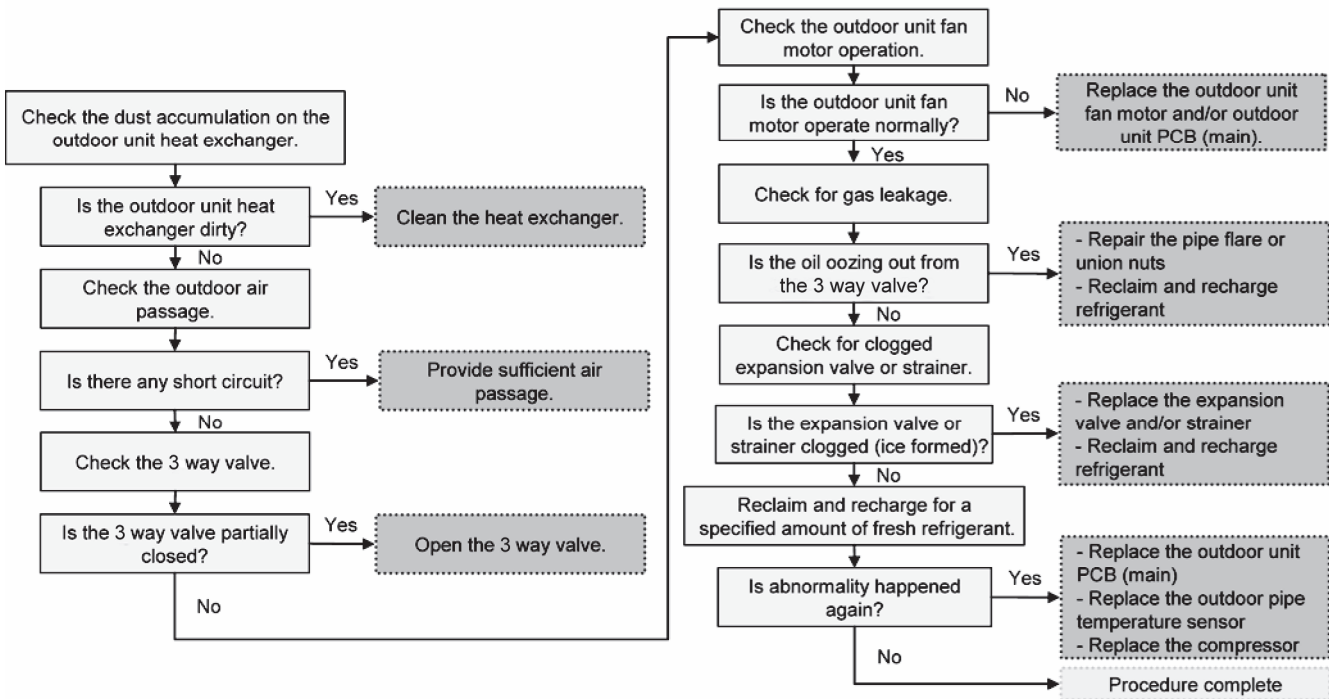 Check the dust accumulation on the
outdoor unit heat exchanger.
Is the outdoor unit heat
exchanger dirty?
Yes
Clean the heat exchanger.
No
Check the outdoor air
passage.
Is there any short circuit?
Yes
Provide sufficient air
passage.
No
Check the 3 way valve.
Is the 3 way valve partially
closed?
Yes
Open the 3 way valve.
No
Check the outdoor unit fan
motor operation.
Is the outdoor unit fan
motor operate normally?
No
Replace the outdoor unit
fan motor and/or outdoor
unit PCB (main).
Yes
Check for gas leakage.
Is the oil oozing out from
the 3 way valve?
Yes
- Repair the pipe flare or
union nuts
- Reclaim and recharge
refrigerant
No
Check for clogged
expansion valve or strainer.
Is the expansion valve or
strainer clogged (ice formed)?
Yes
- Replace the expansion
valve and/or strainer
- Reclaim and recharge
refrigerant
No
Reclaim and recharge for a
specified amount of fresh refrigerant.
Is abnormality happened
again?
Yes
- Replace the outdoor unit
PCB (main)
- Replace the outdoor pipe
temperature sensor
- Replace the compressor
No
Procedure complete